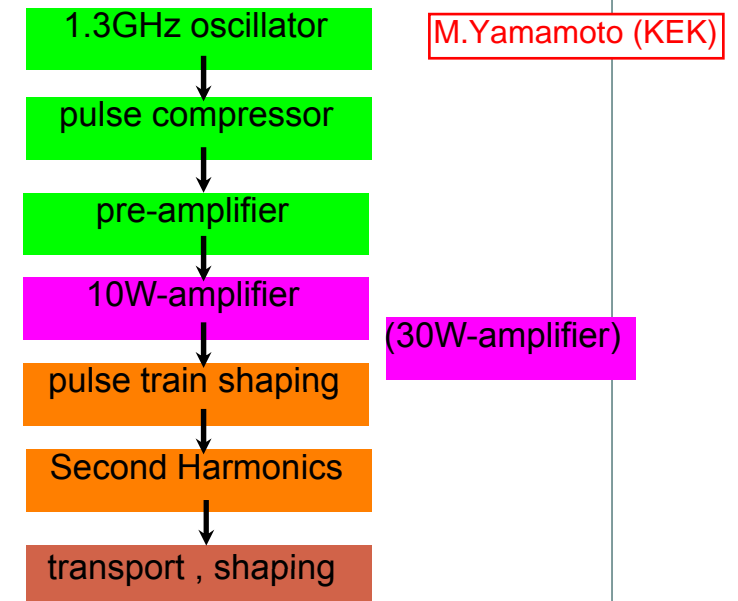 1.3GHz oscillator
M.Yamamoto (KEK)
pulse compressor
pre-amplifier
10W-amplifier
(30W-amplifier)
pulse train shaping
Second Harmonics
transport , shaping